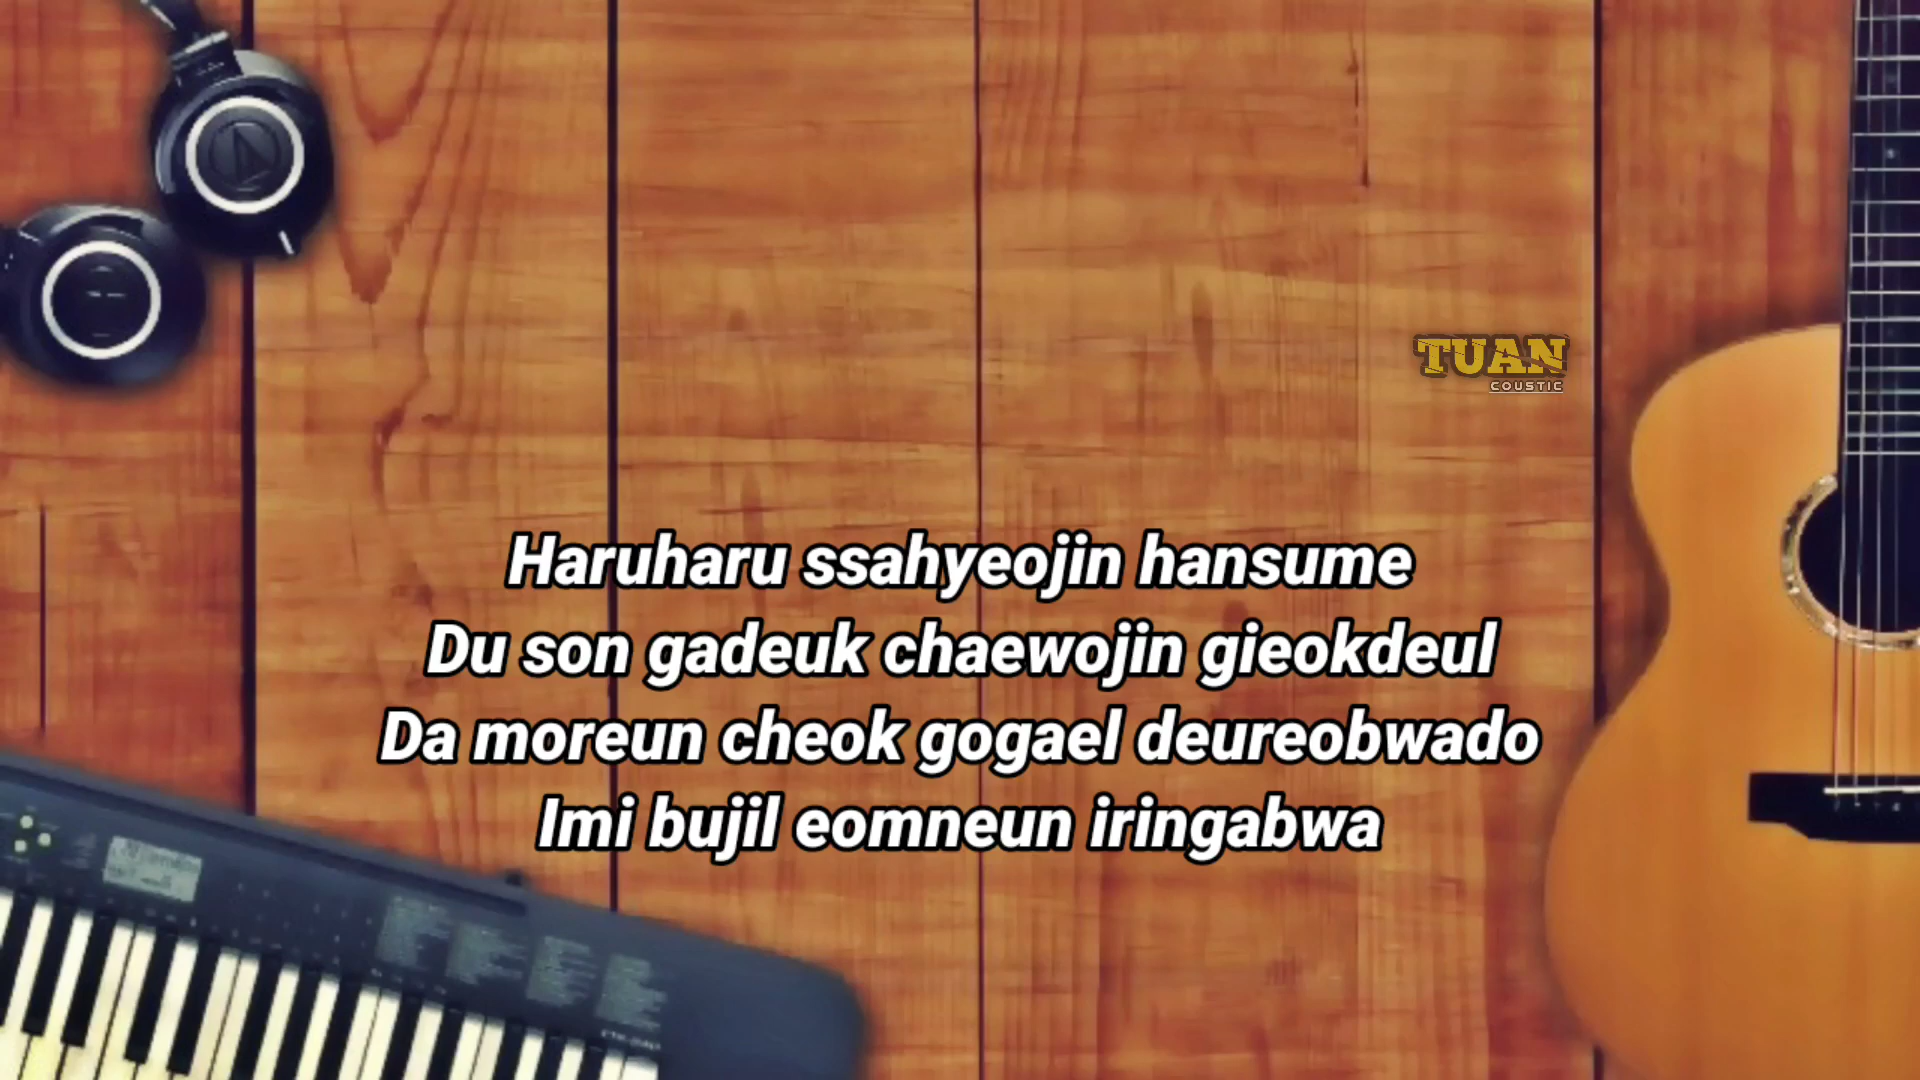 TUAN
COUSTIC
Haruharu ssahyeojin hansume
Du son gadeuk chaewojin gieokdeul
Da moreun cheok gogael deureobwado
Imi bujil eomneun iringabwa